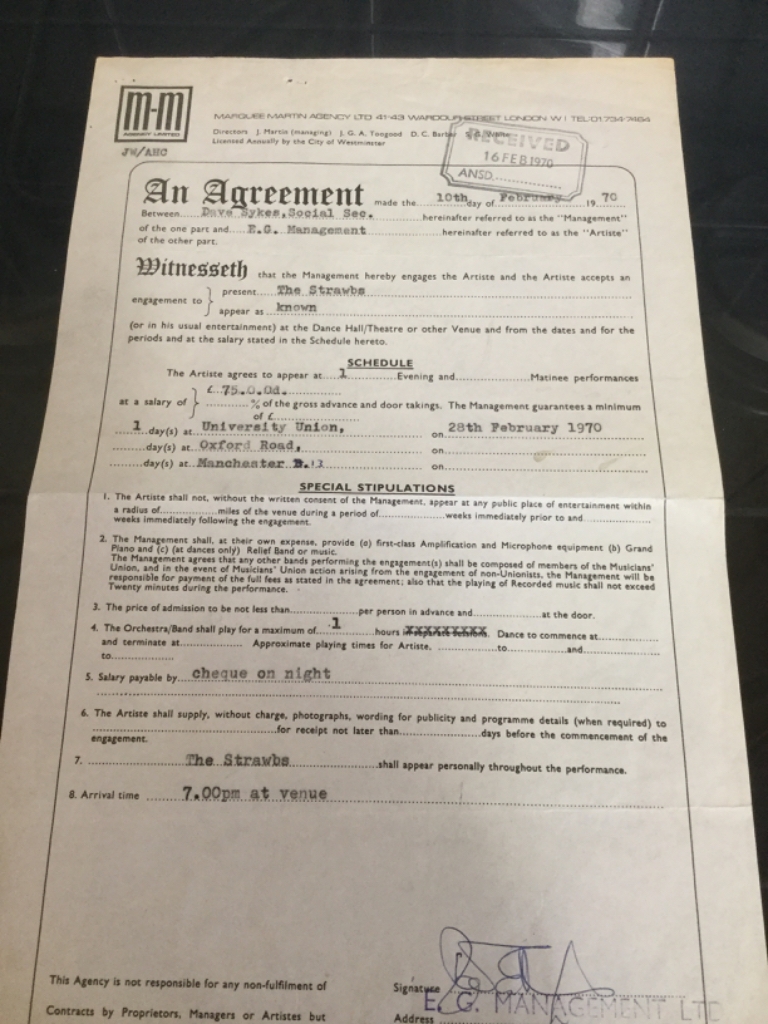 M-M
AGENCY LIMITED
MARQUEE MARTIN AGENCY LTD 41-43 WARDOUR STREET LONDON W1 TEL 01 734-7464
Directors J. Martin (managing) J. G. A. Toogood D. C. Barber S. G. White
Licensed Annually by the City of Westminster
JW/AHC
RECEIVED
16 FEB 1970
ANSD.
An Agreement made the 10th day of February 19 70
Between Dave Sykes, Social Sec. hereinafter referred to as the "Management"
of the one part and E.G. Management hereinafter referred to as the "Artiste"
of the other part.
Witnesseth that the Management hereby engages the Artiste and the Artiste accepts an
engagement to } present The Strawbs
appear as known
(or in his usual entertainment) at the Dance Hall/Theatre or other Venue and from the dates and for the
periods and at the salary stated in the Schedule hereto.
SCHEDULE
The Artiste agrees to appear at 1 Evening and Matinee performances
at a salary of } £ 75.0.0d.
% of the gross advance and door takings. The Management guarantees a minimum
of £
1 day(s) at University Union, on 28th February 1970
day(s) at Oxford Road, on
day(s) at Manchester 13 on
SPECIAL STIPULATIONS
1. The Artiste shall not, without the written consent of the Management, appear at any public place of entertainment within
a radius of miles of the venue during a period of weeks immediately prior to and
weeks immediately following the engagement.
2. The Management shall, at their own expense, provide (a) first-class Amplification and Microphone equipment (b) Grand
Piano and (c) (at dances only) Relief Band or music.
The Management agrees that any other bands performing the engagement(s) shall be composed of members of the Musicians'
Union, and in the event of Musicians' Union action arising from the engagement of non-Unionists, the Management will be
responsible for payment of the full fees as stated in the agreement; also that the playing of Recorded music shall not exceed
Twenty minutes during the performance.
3. The price of admission to be not less than per person in advance and at the door.
4. The Orchestra/Band shall play for a maximum of 1 hours in separate sessions. Dance to commence at
and terminate at Approximate playing times for Artiste. to and
to
5. Salary payable by cheque on night
6. The Artiste shall supply, without charge, photographs, wording for publicity and programme details (when required) to
for receipt not later than days before the commencement of the
engagement.
7. The Strawbs shall appear personally throughout the performance.
8. Arrival time 7.00pm at venue
This Agency is not responsible for any non-fulfilment of
Contracts by Proprietors, Managers or Artistes but
Signature
E. G. MANAGEMENT LTD
Address